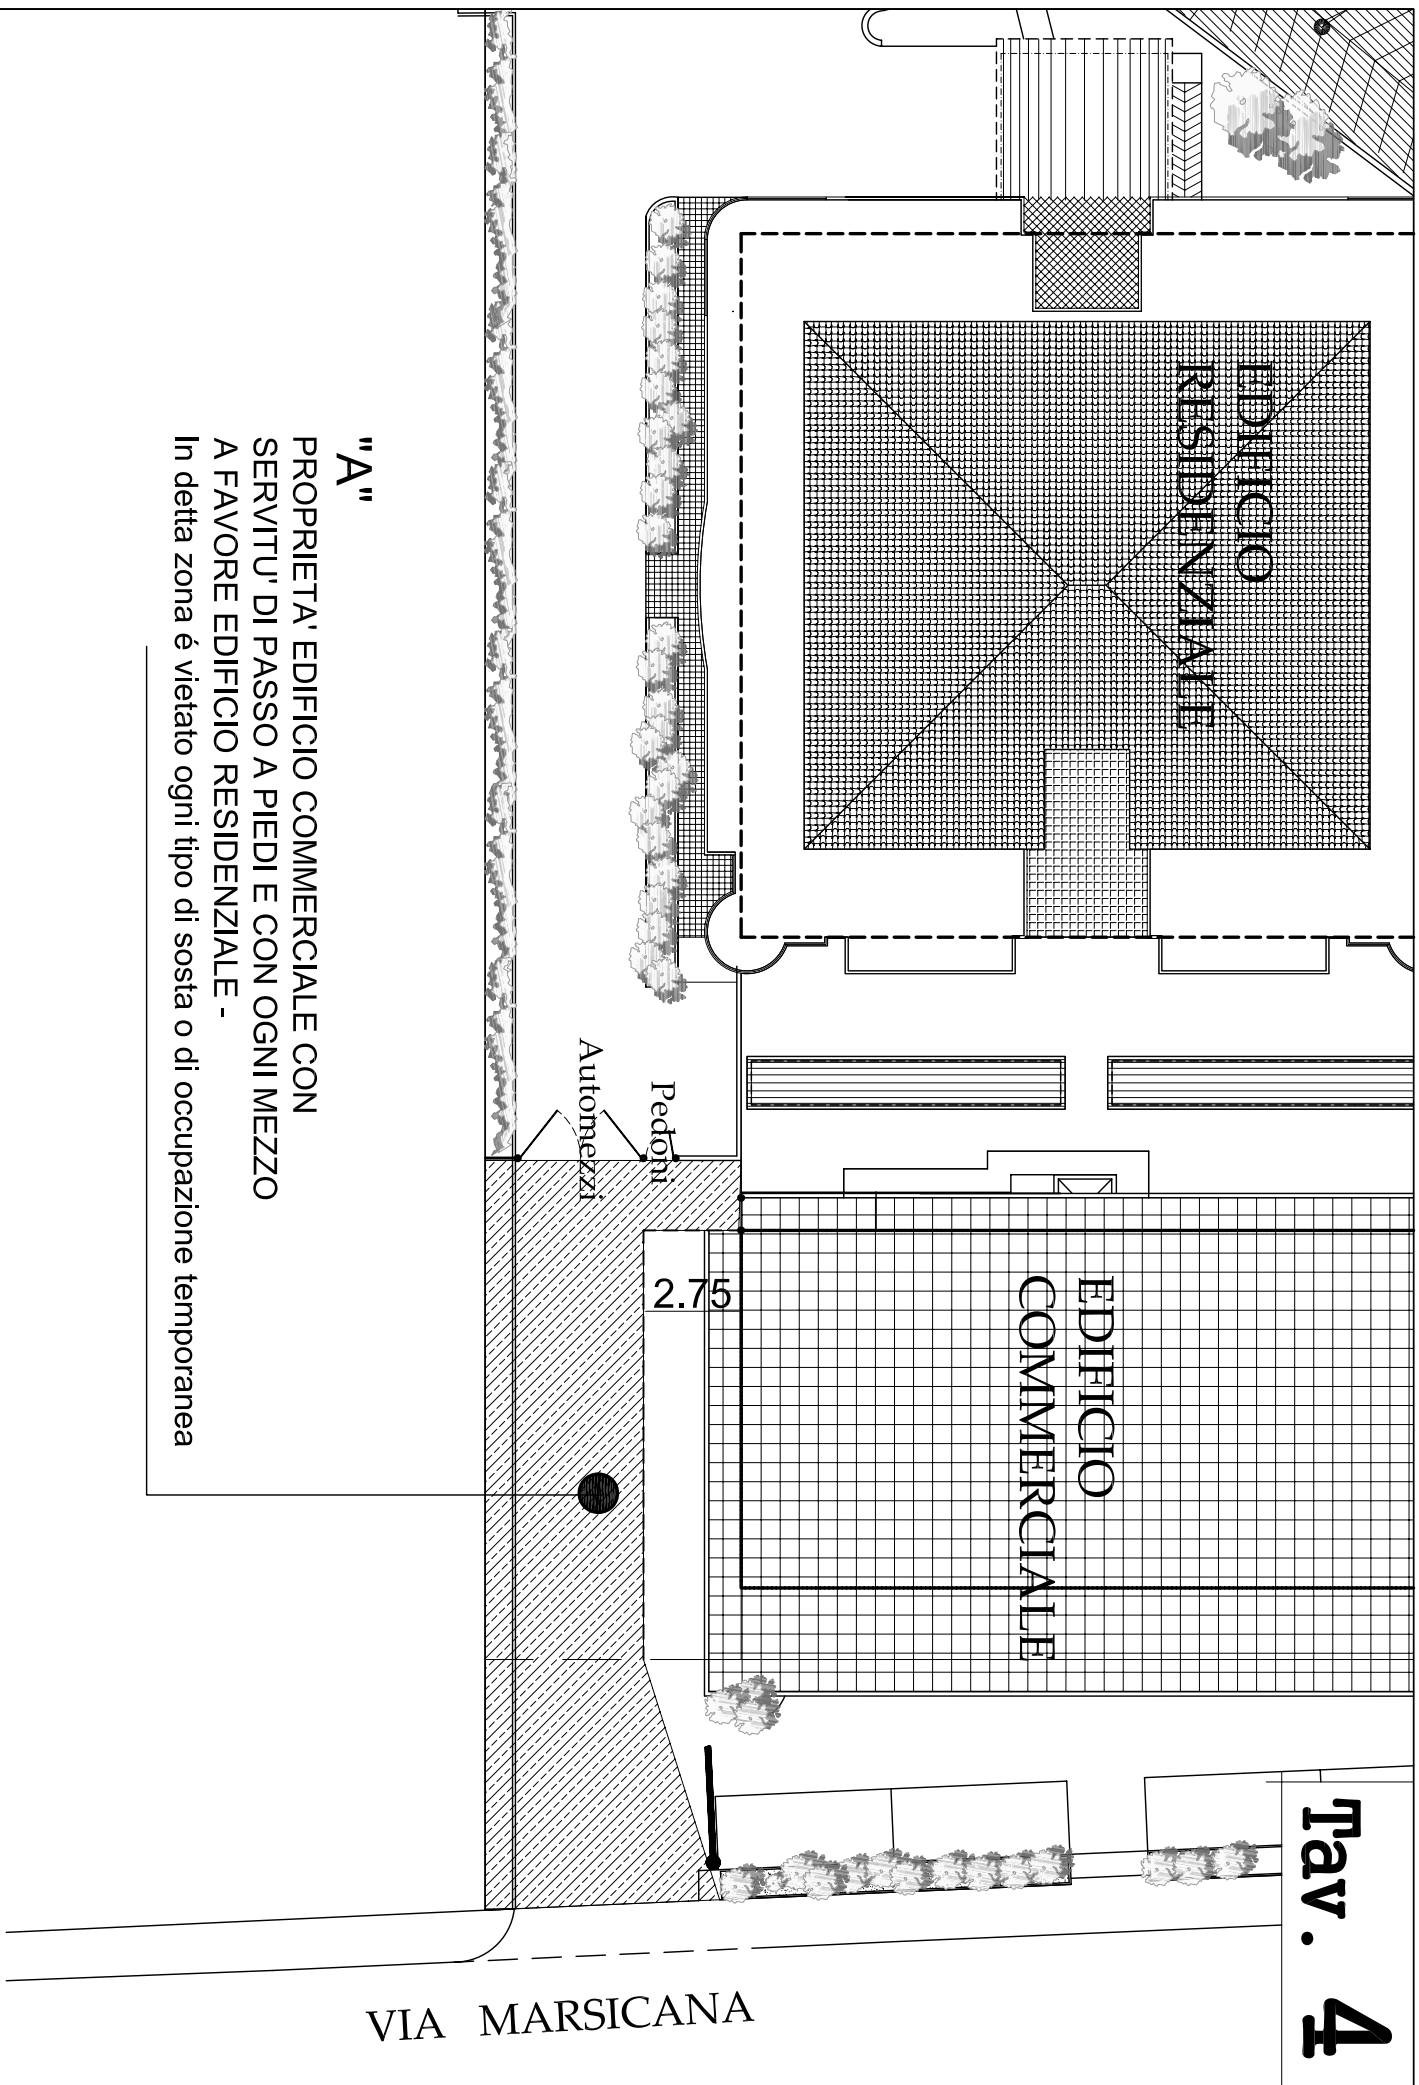 Tav. 4
EDIFICIO
RESIDENZIALE
EDIFICIO
COMMERCIALE
2.75
Pedoni
Automezzi
"A"
PROPRIETA' EDIFICIO COMMERCIALE CON
SERVITU' DI PASSO A PIEDI E CON OGNI MEZZO
A FAVORE EDIFICIO RESIDENZIALE -
In detta zona é vietato ogni tipo di sosta o di occupazione temporanea
VIA MARSICANA